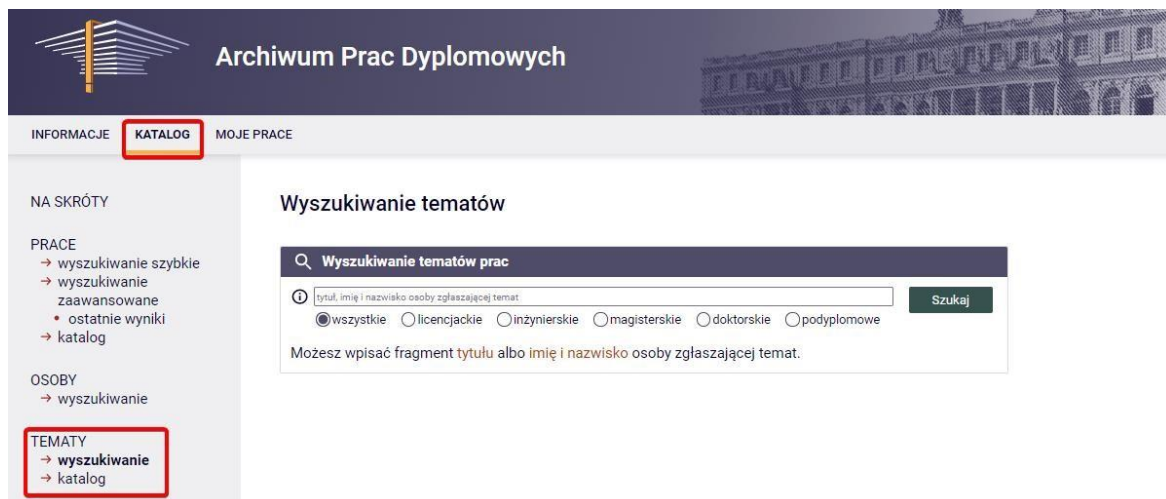 Archiwum Prac Dyplomowych
INFORMACJE KATALOG MOJE PRACE
NA SKRÓTY
PRACE
→ wyszukiwanie szybkie
→ wyszukiwanie
zaawansowane
• ostatnie wyniki
→ katalog
OSOBY
→ wyszukiwanie
TEMATY
→ wyszukiwanie
→ katalog
Wyszukiwanie tematów
Wyszukiwanie tematów prac
tytuł, imię i nazwisko osoby zgłaszającej temat
Szukaj
wszystkie licencjackie inżynierskie magisterskie doktorskie podyplomowe
Możesz wpisać fragment tytułu albo imię i nazwisko osoby zgłaszającej temat.